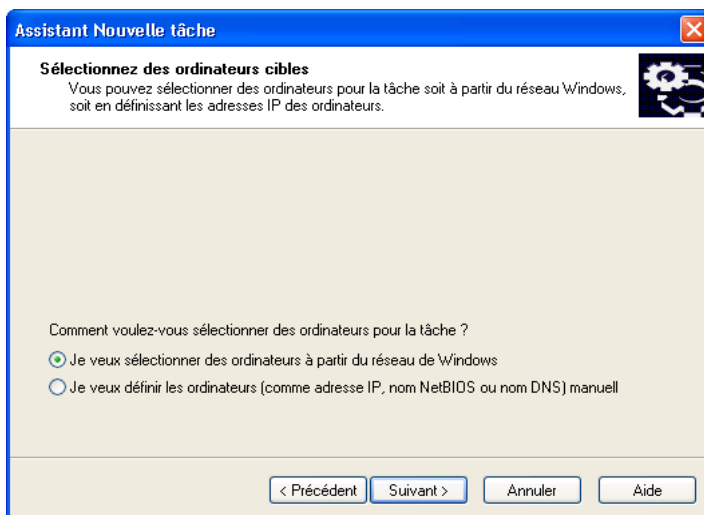 Assistant Nouvelle tâche
Sélectionnez des ordinateurs cibles
Vous pouvez sélectionner des ordinateurs pour la tâche soit à partir du réseau Windows,
soit en définissant les adresses IP des ordinateurs.
Comment voulez-vous sélectionner des ordinateurs pour la tâche ?
Je veux sélectionner des ordinateurs à partir du réseau de Windows
Je veux définir les ordinateurs (comme adresse IP, nom NetBIOS ou nom DNS) manuell
< Précédent Suivant > Annuler Aide